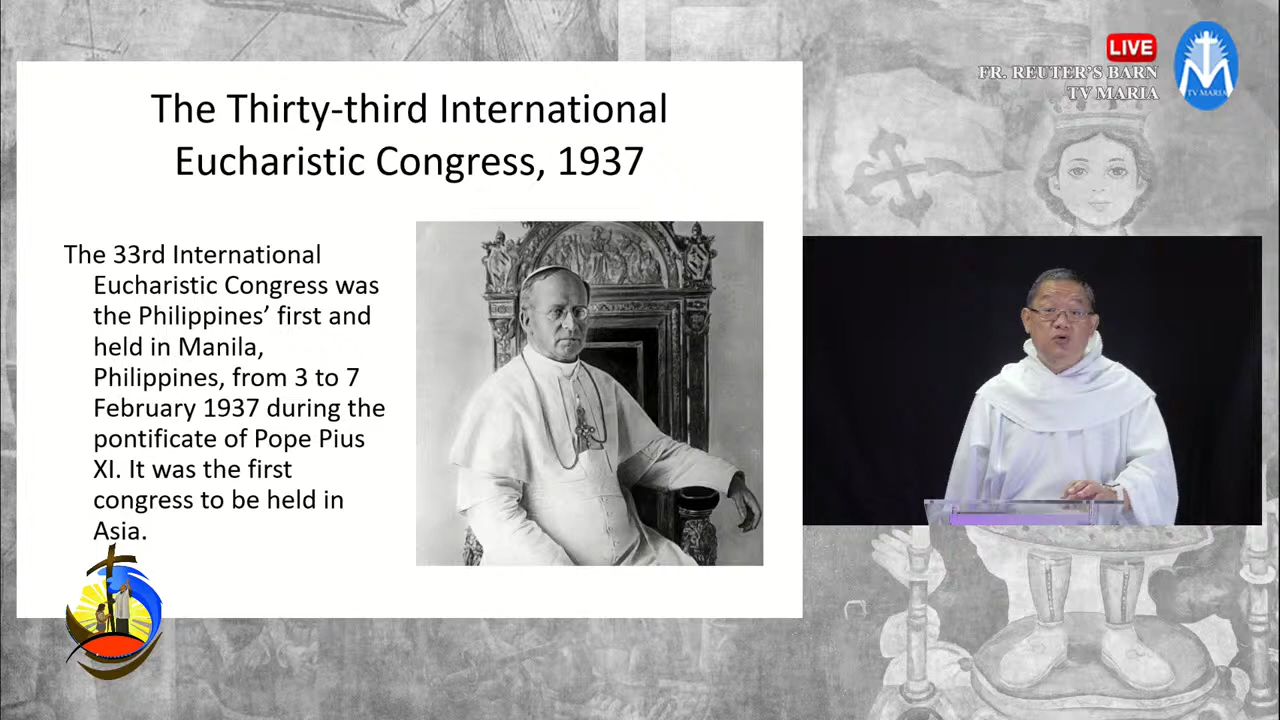 The Thirty-third International
Eucharistic Congress, 1937
The 33rd International
Eucharistic Congress was
the Philippines’ first and
held in Manila,
Philippines, from 3 to 7
February 1937 during the
pontificate of Pope Pius
XI. It was the first
congress to be held in
Asia.
LIVE
FR. REUTER'S BARN
TV MARIA
TV MARIA